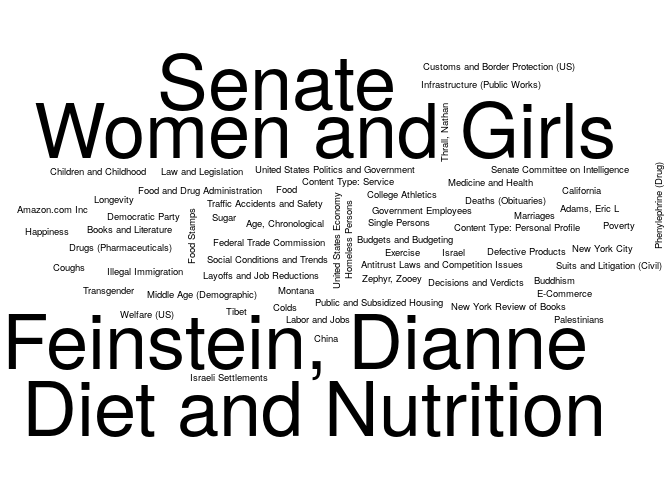 Senate
Customs and Border Protection (US)
Infrastructure (Public Works)
Women and Girls
Thrall, Nathan
Children and Childhood
Law and Legislation
United States Politics and Government
Senate Committee on Intelligence
Phenylephrine (Drug)
Content Type: Service
Medicine and Health
Food and Drug Administration
Food
California
College Athletics
Longevity
Traffic Accidents and Safety
Deaths (Obituaries)
Amazon.com Inc
Government Employees
Adams, Eric L
Democratic Party
Sugar
Marriages
Food Stamps
Age, Chronological
United States Economy
Homeless Persons
Single Persons
Content Type: Personal Profile
Poverty
Happiness
Books and Literature
Federal Trade Commission
Budgets and Budgeting
Drugs (Pharmaceuticals)
Exercise
Israel
Defective Products
New York City
Social Conditions and Trends
Antitrust Laws and Competition Issues
Suits and Litigation (Civil)
Coughs
Illegal Immigration
Layoffs and Job Reductions
Zephyr, Zooey
Decisions and Verdicts
Buddhism
Transgender
Middle Age (Demographic)
Montana
E-Commerce
Public and Subsidized Housing
New York Review of Books
Welfare (US)
Tibet
Colds
Labor and Jobs
Palestinians
Feinstein, Dianne
China
Israeli Settlements
Diet and Nutrition